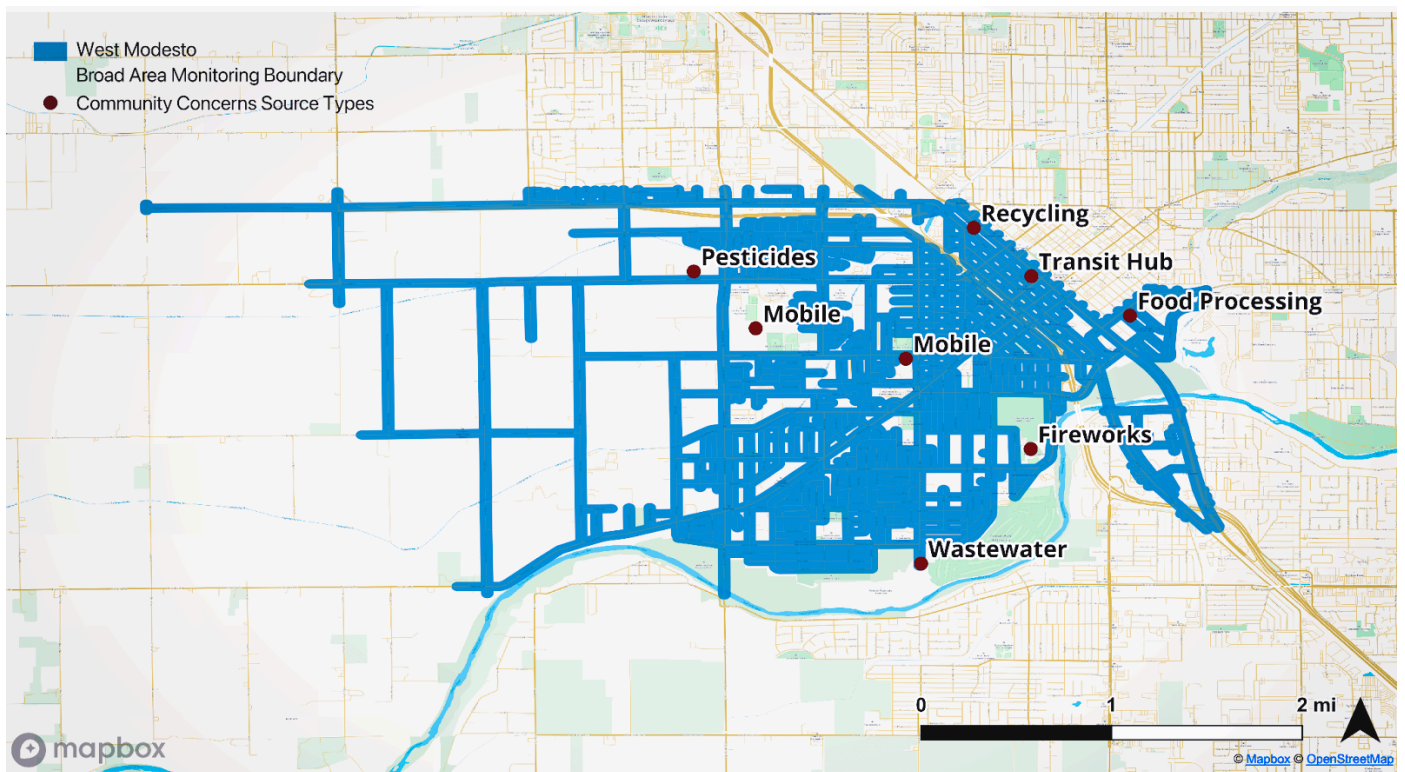 West Modesto
Broad Area Monitoring Boundary
Community Concerns Source Types
Recycling
Pesticides
Transit Hub
Mobile
Food Processing
Mobile
Fireworks
Wastewater
0 1 2 mi
mapbox
© Mapbox © OpenStreetMap